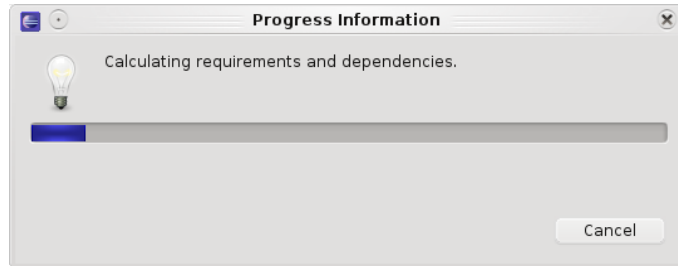 Progress Information
Calculating requirements and dependencies.
Cancel